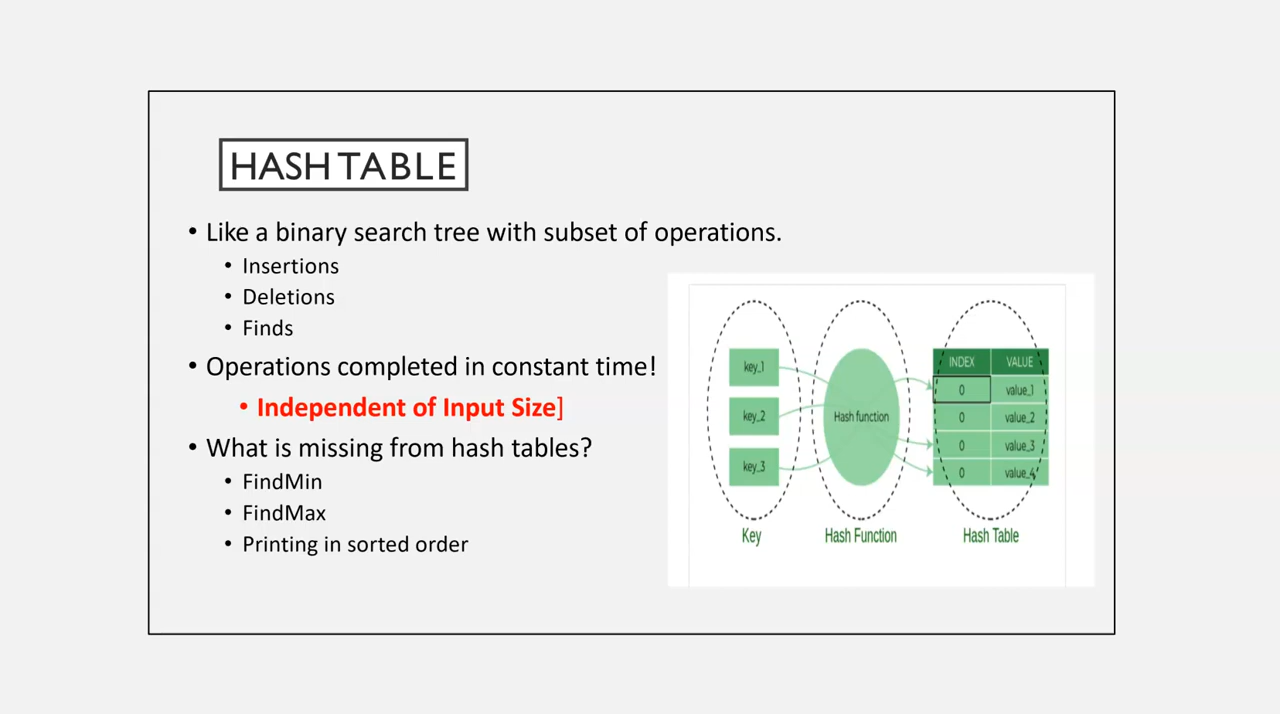 HASH TABLE
• Like a binary search tree with subset of operations.
• Insertions
• Deletions
• Finds
• Operations completed in constant time!
• Independent of Input Size]
• What is missing from hash tables?
• FindMin
• FindMax
• Printing in sorted order
key_1
key_2
key_3
Hash function
INDEX VALUE
0 value_1
0 value_2
0 value_3
0 value_4
Key
Hash Function
Hash Table